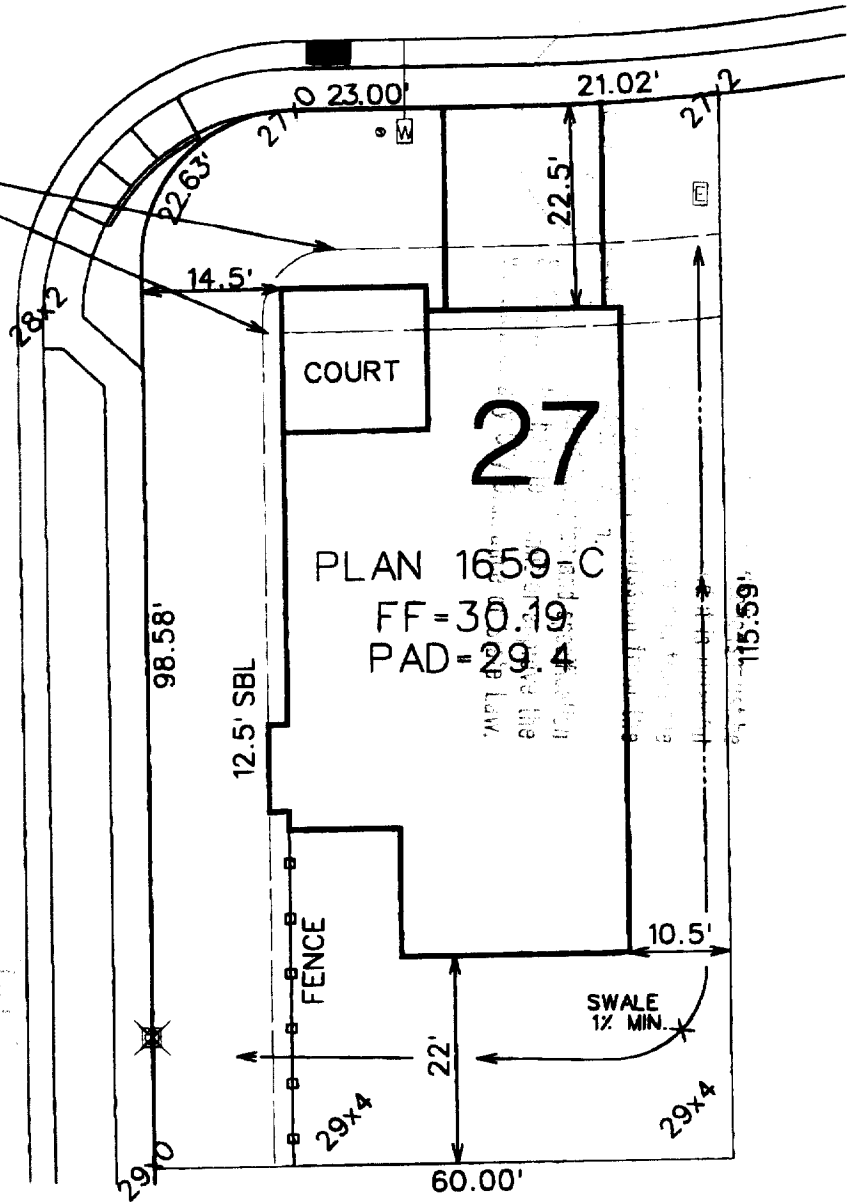 23.00'
21.02'
27.0
27.2
W
E
22.63'
22.5'
14.5'
28x2
COURT
27
PLAN 1659-C
FF=30.19
PAD=29.4
98.58'
115.59'
12.5' SBL
FENCE
10.5'
SWALE
1% MIN.
22'
29x4
29x4
29.0
60.00'